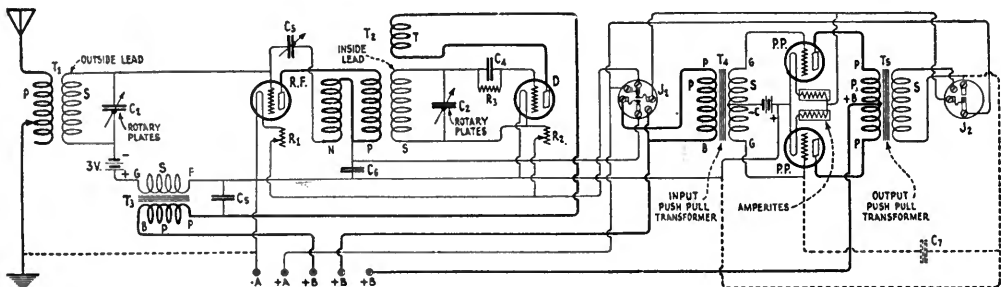 T1
OUTSIDE LEAD
P
S
C1
ROTARY
PLATES
3V.
-
+
G
S
F
T3
B
P
P
C5
C3
R.F.
R1
N
P
S
C6
INSIDE
LEAD
T2
T
C4
R3
C2
ROTARY
PLATES
D
R2
J1
P
B
T4
G
S
G
-C
+
P.P.
P.P.
INPUT
PUSH PULL
TRANSFORMER
AMPERITES
P
P
+B
P
T5
S
OUTPUT
PUSH PULL
TRANSFORMER
J2
C7
-A
+A
+B
+B
+B